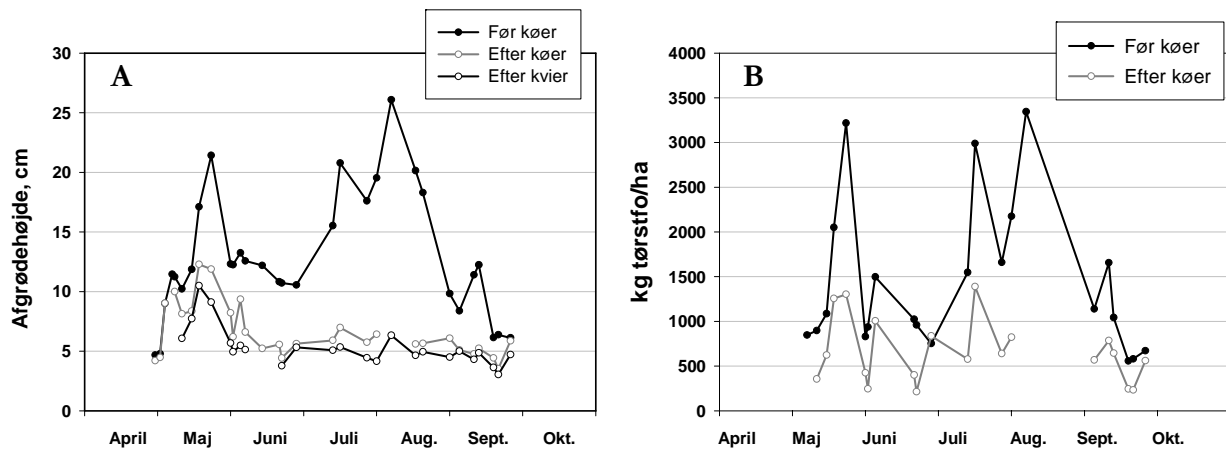 Før køer
Efter køer
Efter kvier
A
Afgrødehøjde, cm
30
25
20
15
10
5
0
April Maj Juni Juli Aug. Sept. Okt.
Før køer
Efter køer
B
kg tørstfo/ha
4000
3500
3000
2500
2000
1500
1000
500
0
April Maj Juni Juli Aug. Sept. Okt.